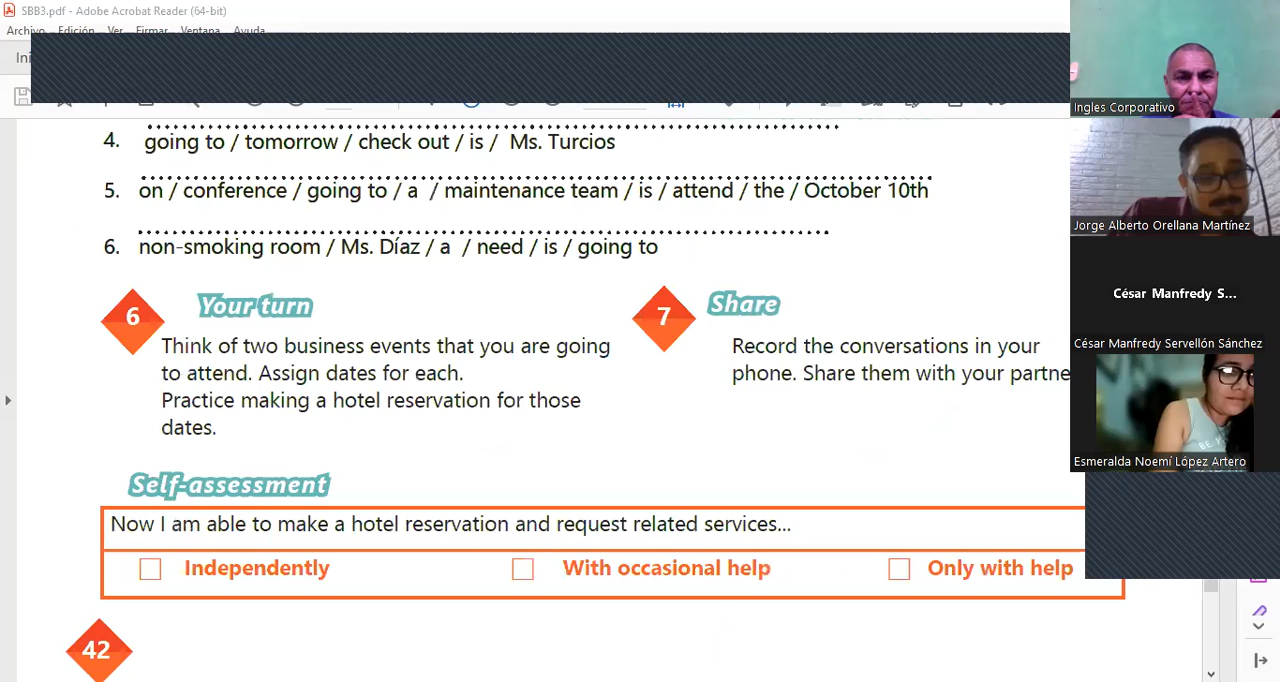 SBB3.pdf - Adobe Acrobat Reader (64-bit)
Archivo Edición Ver Firmar Ventana Ayuda
Ini
Ingles Corporativo
4. going to / tomorrow / check out / is / Ms. Turcios
5. on / conference / going to / a / maintenance team / is / attend / the / October 10th
Jorge Alberto Orellana Martínez
6. non-smoking room / Ms. Díaz / a / need / is / going to
César Manfredy S...
César Manfredy Servellón Sánchez
6 Your turn
Think of two business events that you are going
to attend. Assign dates for each.
Practice making a hotel reservation for those
dates.
7 Share
Record the conversations in your
phone. Share them with your partne
Esmeralda Noemí López Artero
Self-assessment
Now I am able to make a hotel reservation and request related services...
Independently With occasional help Only with help
42